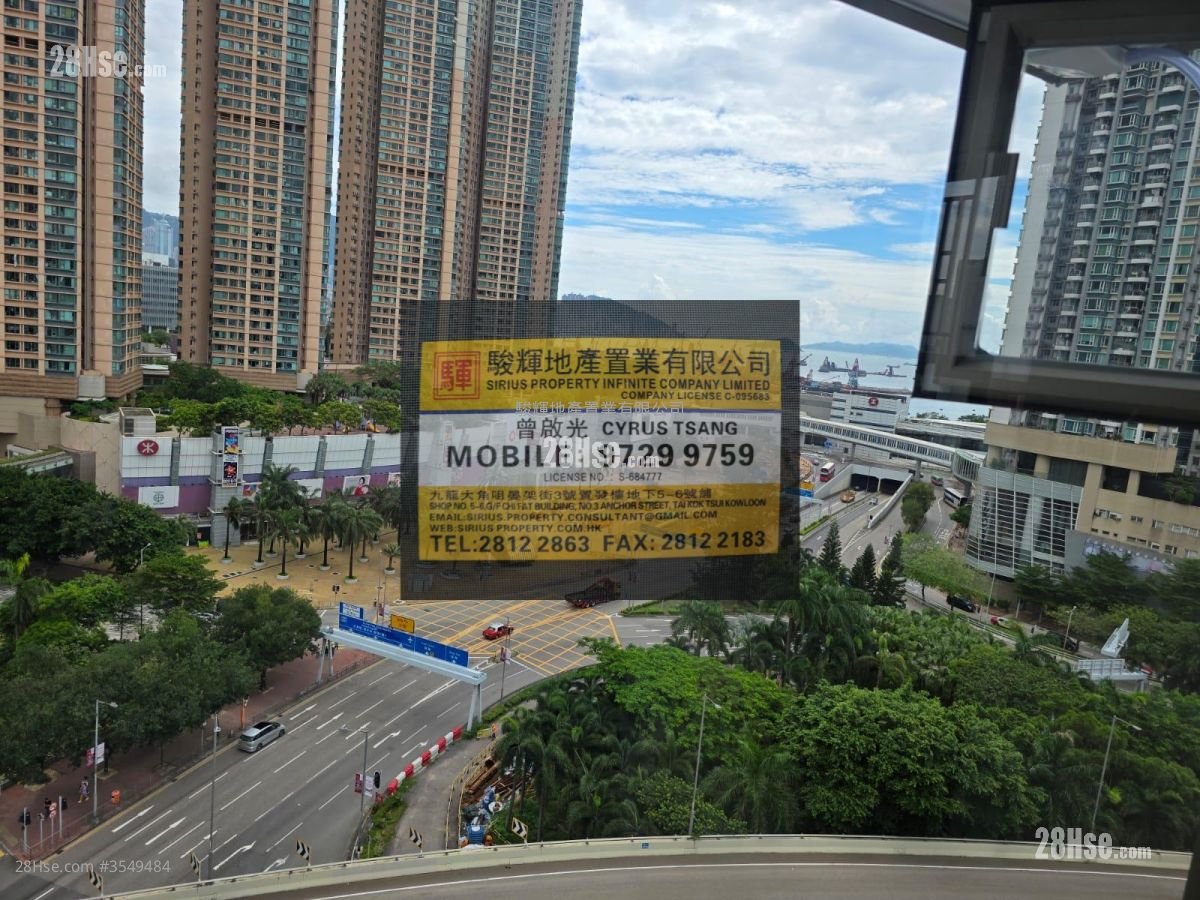 28Hse.com
駿輝地產置業有限公司
SIRIUS PROPERTY INFINITE COMPANY LIMITED
COMPANY LICENSE C-095683
駿輝地產置業有限公司
曾啟光 CYRUS TSANG
MOBILE: 9729 9759
28Hse.com
LICENSE NO.: S-684777
九龍大角咀晏架街3號置發樓地下5-6號舖
SHOP NO. 5-6,G/F CHI FAT BUILDING, NO.3 ANCHOR STREET, TAI KOK TSUI KOWLOON
EMAIL:SIRIUS.PROPERTY.CONSULTANT@GMAIL.COM
WEB:SIRIUS-PROPERTY.COM.HK
TEL:2812 2863 FAX: 2812 2183
28Hse.com
28Hse.com #3549484